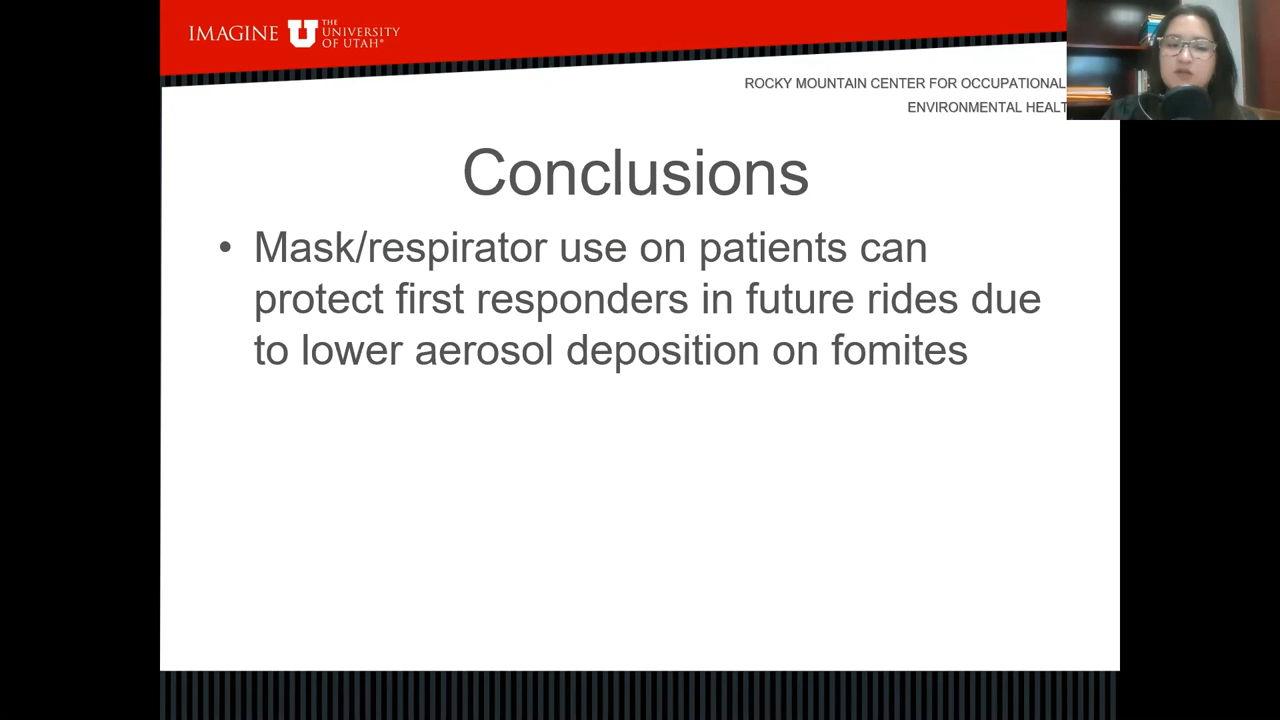 IMAGINE U THE UNIVERSITY OF UTAH®
ROCKY MOUNTAIN CENTER FOR OCCUPATIONAL
ENVIRONMENTAL HEALT
Conclusions
• Mask/respirator use on patients can
protect first responders in future rides due
to lower aerosol deposition on fomites